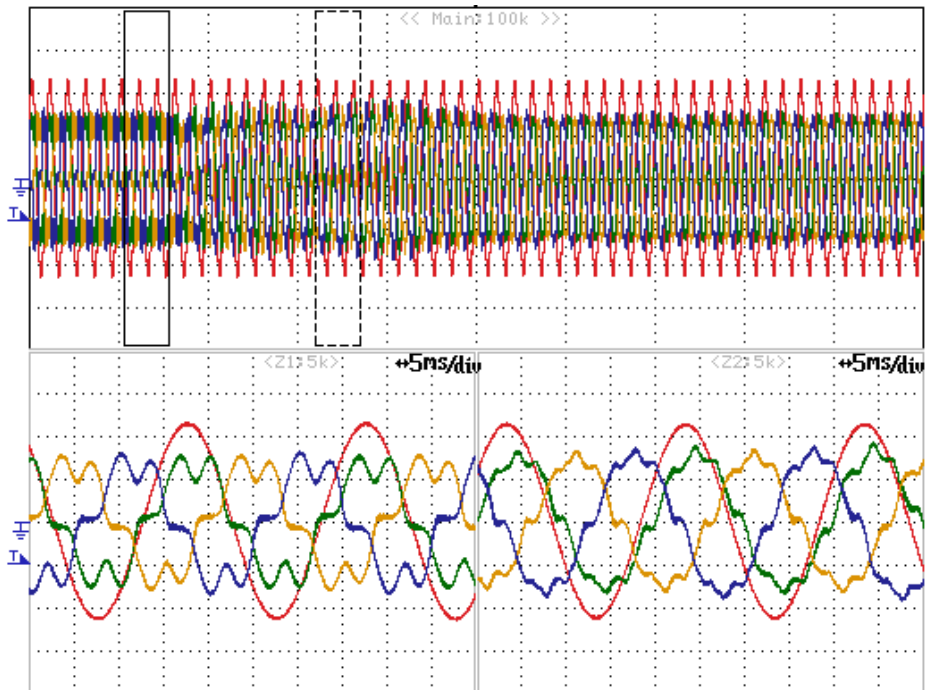 << Main:100k >>
T
<Z1:5k>
↔5ms/div
<Z2:5k>
↔5ms/div
T